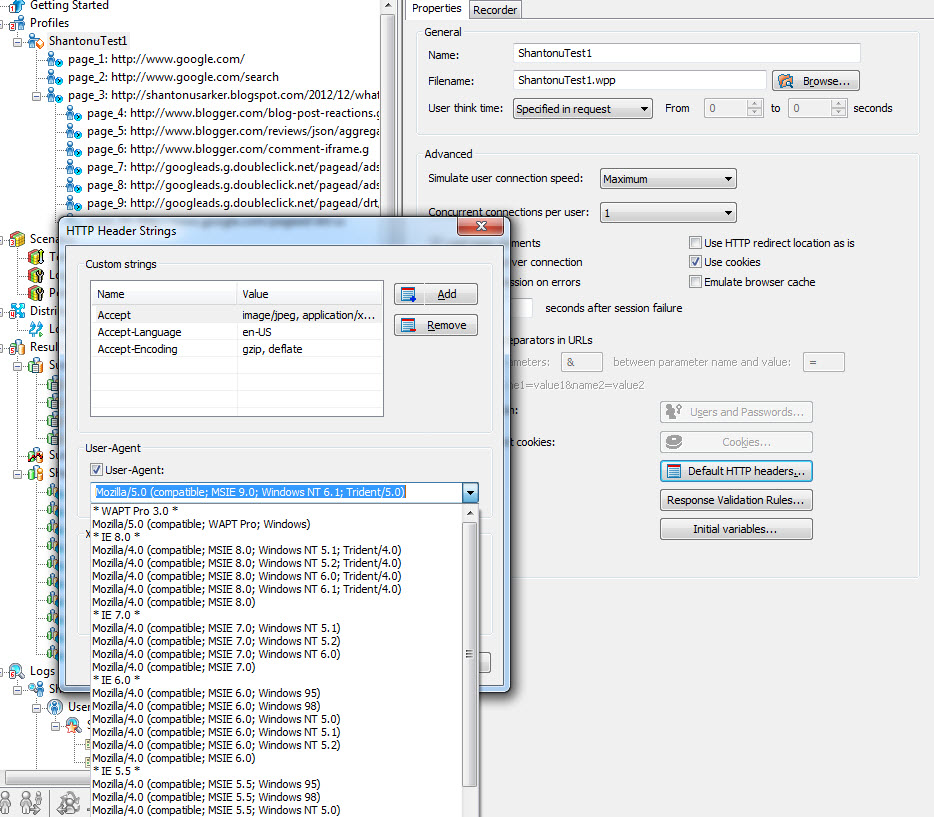 Getting Started
Profiles
ShantonuTest1
page_1: http://www.google.com/
page_2: http://www.google.com/search
page_3: http://shantonusarker.blogspot.com/2012/12/what
page_4: http://www.blogger.com/blog-post-reactions.g
page_5: http://www.blogger.com/reviews/json/aggrega
page_6: http://www.blogger.com/comment-iframe.g
page_7: http://googleads.g.doubleclick.net/pagead/ads
page_8: http://googleads.g.doubleclick.net/pagead/ads
page_9: http://googleads.g.doubleclick.net/pagead/drt
Scena
Distri
Resul
Logs
User
Properties
Recorder
General
Name: ShantonuTest1
Filename: ShantonuTest1.wpp Browse...
User think time: Specified in request From 0 to 0 seconds
Advanced
Simulate user connection speed: Maximum
Concurrent connections per user: 1
ments Use HTTP redirect location as is
ver connection Use cookies
ssion on errors Emulate browser cache
seconds after session failure
eparators in URLs
meters: & between parameter name and value: =
me1=value1&name2=value2
n: Users and Passwords...
t cookies: Cookies...
Default HTTP headers...
Response Validation Rules...
Initial variables...
HTTP Header Strings
Custom strings
Name Value
Accept image/jpeg, application/x...
Accept-Language en-US
Accept-Encoding gzip, deflate
Add
Remove
User-Agent
User-Agent:
Mozilla/5.0 (compatible; MSIE 9.0; Windows NT 6.1; Trident/5.0)
* WAPT Pro 3.0 *
Mozilla/5.0 (compatible; WAPT Pro; Windows)
* IE 8.0 *
Mozilla/4.0 (compatible; MSIE 8.0; Windows NT 5.1; Trident/4.0)
Mozilla/4.0 (compatible; MSIE 8.0; Windows NT 5.2; Trident/4.0)
Mozilla/4.0 (compatible; MSIE 8.0; Windows NT 6.0; Trident/4.0)
Mozilla/4.0 (compatible; MSIE 8.0; Windows NT 6.1; Trident/4.0)
Mozilla/4.0 (compatible; MSIE 8.0)
* IE 7.0 *
Mozilla/4.0 (compatible; MSIE 7.0; Windows NT 5.1)
Mozilla/4.0 (compatible; MSIE 7.0; Windows NT 5.2)
Mozilla/4.0 (compatible; MSIE 7.0; Windows NT 6.0)
Mozilla/4.0 (compatible; MSIE 7.0)
* IE 6.0 *
Mozilla/4.0 (compatible; MSIE 6.0; Windows 95)
Mozilla/4.0 (compatible; MSIE 6.0; Windows 98)
Mozilla/4.0 (compatible; MSIE 6.0; Windows NT 5.0)
Mozilla/4.0 (compatible; MSIE 6.0; Windows NT 5.1)
Mozilla/4.0 (compatible; MSIE 6.0; Windows NT 5.2)
Mozilla/4.0 (compatible; MSIE 6.0)
* IE 5.5 *
Mozilla/4.0 (compatible; MSIE 5.5; Windows 95)
Mozilla/4.0 (compatible; MSIE 5.5; Windows 98)
Mozilla/4.0 (compatible; MSIE 5.5; Windows NT 5.0)